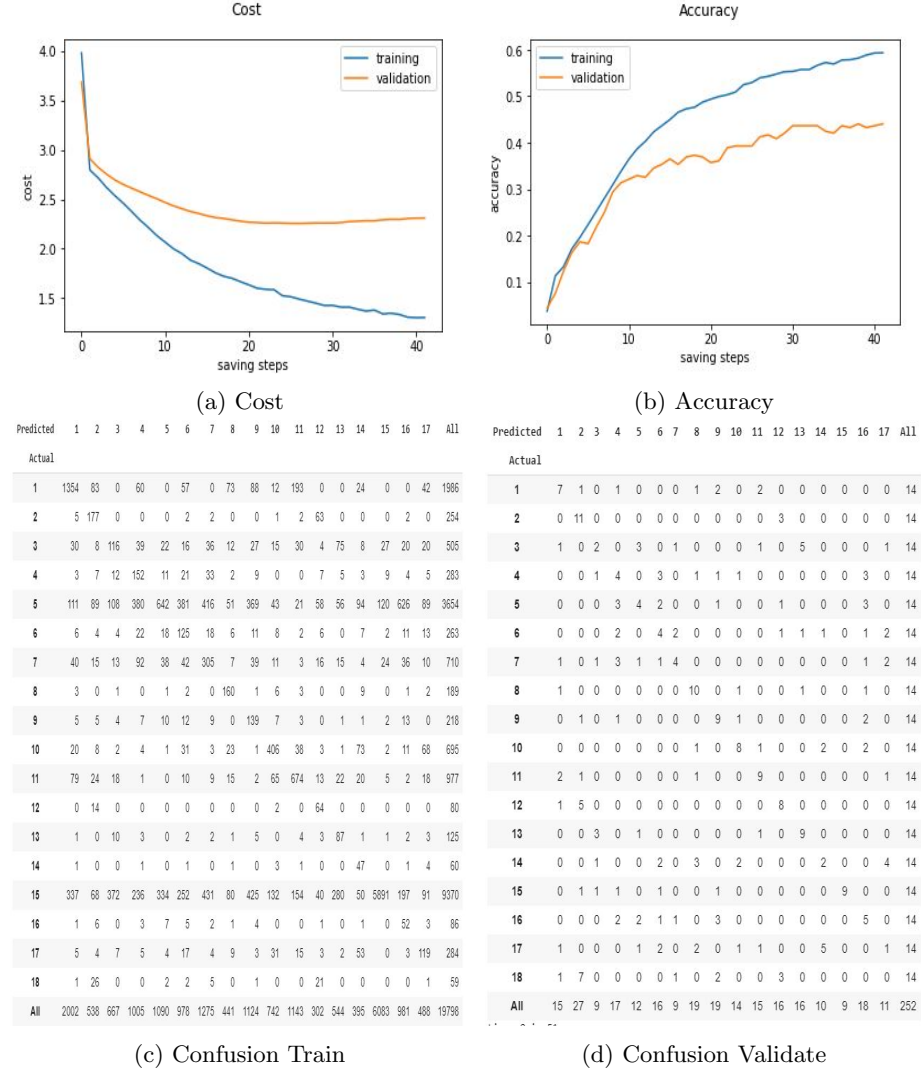 Cost
Accuracy
4.0
3.5
3.0
2.5
2.0
1.5
cost
0 10 20 30 40
saving steps
training
validation
0.6
0.5
0.4
0.3
0.2
0.1
accuracy
0 10 20 30 40
saving steps
training
validation
(a) Cost
(b) Accuracy
Predicted 1 2 3 4 5 6 7 8 9 10 11 12 13 14 15 16 17 All
Actual
1 1354 83 0 60 0 57 0 73 88 12 193 0 0 24 0 0 42 1986
2 5 177 0 0 0 2 2 0 0 1 2 63 0 0 0 2 0 254
3 30 8 116 39 22 16 36 12 27 15 30 4 75 8 27 20 20 505
4 3 7 12 152 11 21 33 2 9 0 0 7 5 3 9 4 5 283
5 111 89 108 380 642 381 416 51 369 43 21 58 56 94 120 626 89 3654
6 6 4 4 22 18 125 18 6 11 8 2 6 0 7 2 11 13 263
7 40 15 13 92 38 42 305 7 39 11 3 16 15 4 24 36 10 710
8 3 0 1 0 1 2 0 160 1 6 3 0 0 9 0 1 2 189
9 5 5 4 7 10 12 9 0 139 7 3 0 1 1 2 13 0 218
10 20 8 2 4 1 31 3 23 1 406 38 3 1 73 2 11 68 695
11 79 24 18 1 0 10 9 15 2 65 674 13 22 20 5 2 18 977
12 0 14 0 0 0 0 0 0 0 2 0 64 0 0 0 0 0 80
13 1 0 10 3 0 2 2 1 5 0 4 3 87 1 1 2 3 125
14 1 0 0 1 0 1 0 1 0 3 1 0 0 47 0 1 4 60
15 337 68 372 236 334 252 431 80 425 132 154 40 280 50 5891 197 91 9370
16 1 6 0 3 7 5 2 1 4 0 0 1 0 1 0 52 3 86
17 5 4 7 5 4 17 4 9 3 31 15 3 2 53 0 3 119 284
18 1 26 0 0 2 2 5 0 1 0 0 21 0 0 0 0 1 59
All 2002 538 667 1005 1090 978 1275 441 1124 742 1143 302 544 395 6083 981 488 19798
Predicted 1 2 3 4 5 6 7 8 9 10 11 12 13 14 15 16 17 All
Actual
1 7 1 0 1 0 0 0 1 2 0 2 0 0 0 0 0 0 14
2 0 11 0 0 0 0 0 0 0 0 0 3 0 0 0 0 0 14
3 1 0 2 0 3 0 1 0 0 0 1 0 5 0 0 0 1 14
4 0 0 1 4 0 3 0 1 1 1 0 0 0 0 0 3 0 14
5 0 0 0 3 4 2 0 0 1 0 0 1 0 0 0 3 0 14
6 0 0 0 2 0 4 2 0 0 0 0 1 1 1 0 1 2 14
7 1 0 1 3 1 1 4 0 0 0 0 0 0 0 0 1 2 14
8 1 0 0 0 0 0 0 10 0 1 0 0 1 0 0 1 0 14
9 0 1 0 1 0 0 0 0 9 1 0 0 0 0 0 2 0 14
10 0 0 0 0 0 0 0 1 0 8 1 0 0 2 0 2 0 14
11 2 1 0 0 0 0 0 1 0 0 9 0 0 0 0 0 1 14
12 1 5 0 0 0 0 0 0 0 0 0 8 0 0 0 0 0 14
13 0 0 3 0 1 0 0 0 0 0 1 0 9 0 0 0 0 14
14 0 0 1 0 0 2 0 3 0 2 0 0 0 2 0 0 4 14
15 0 1 1 1 0 1 0 0 1 0 0 0 0 0 9 0 0 14
16 0 0 0 2 2 1 1 0 3 0 0 0 0 0 0 5 0 14
17 1 0 0 0 1 2 0 2 0 1 1 0 0 5 0 0 1 14
18 1 7 0 0 0 0 1 0 2 0 0 3 0 0 0 0 0 14
All 15 27 9 17 12 16 9 19 19 14 15 16 16 10 9 18 11 252
(c) Confusion Train
(d) Confusion Validate